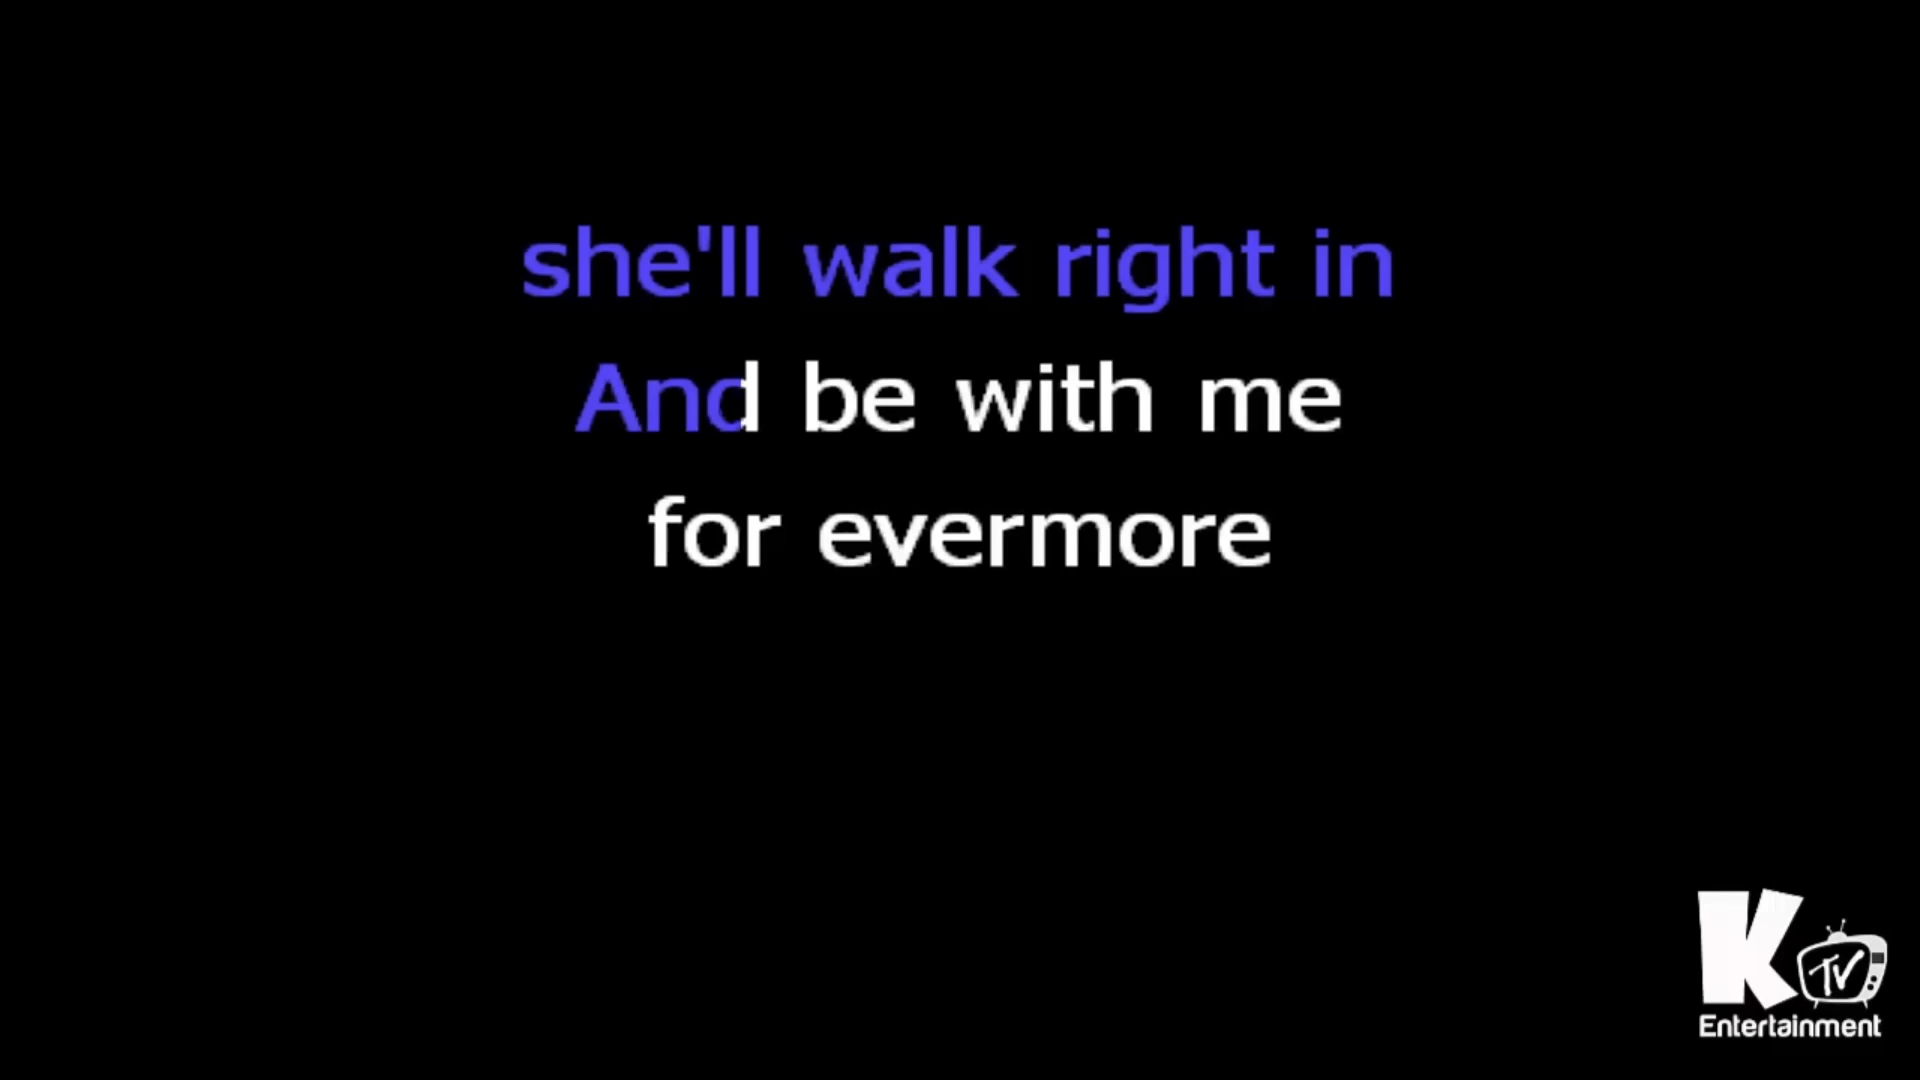 she'll walk right in
And be with me
for evermore
K TV
Entertainment